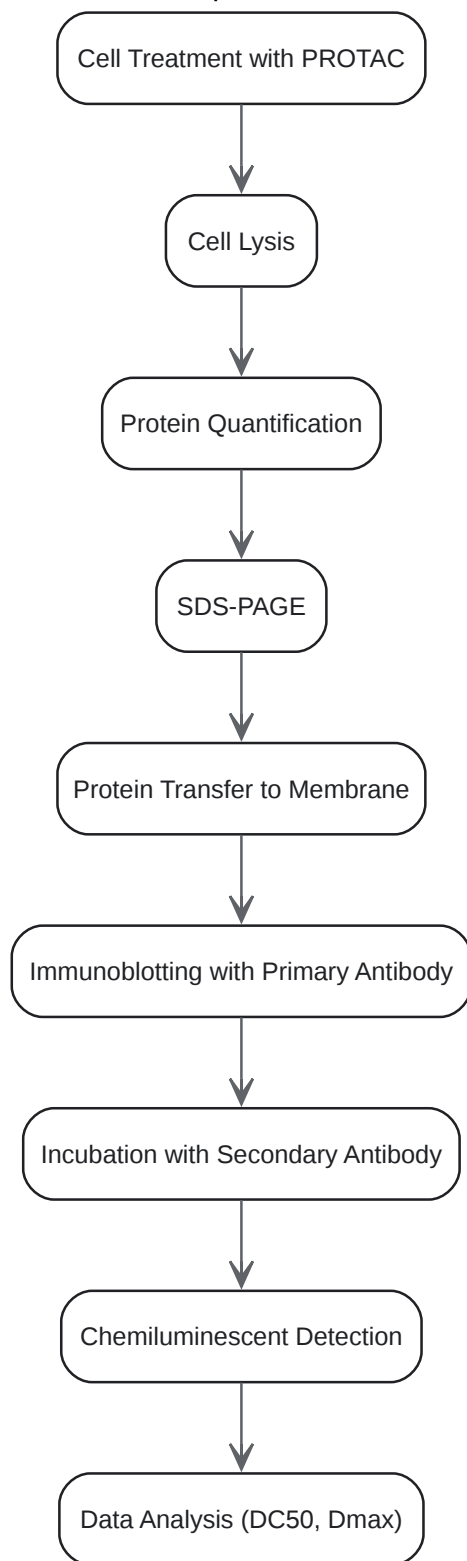 Cell Treatment with PROTAC
Cell Lysis
Protein Quantification
SDS-PAGE
Protein Transfer to Membrane
Immunoblotting with Primary Antibody
Incubation with Secondary Antibody
Chemiluminescent Detection
Data Analysis (DC50, Dmax)